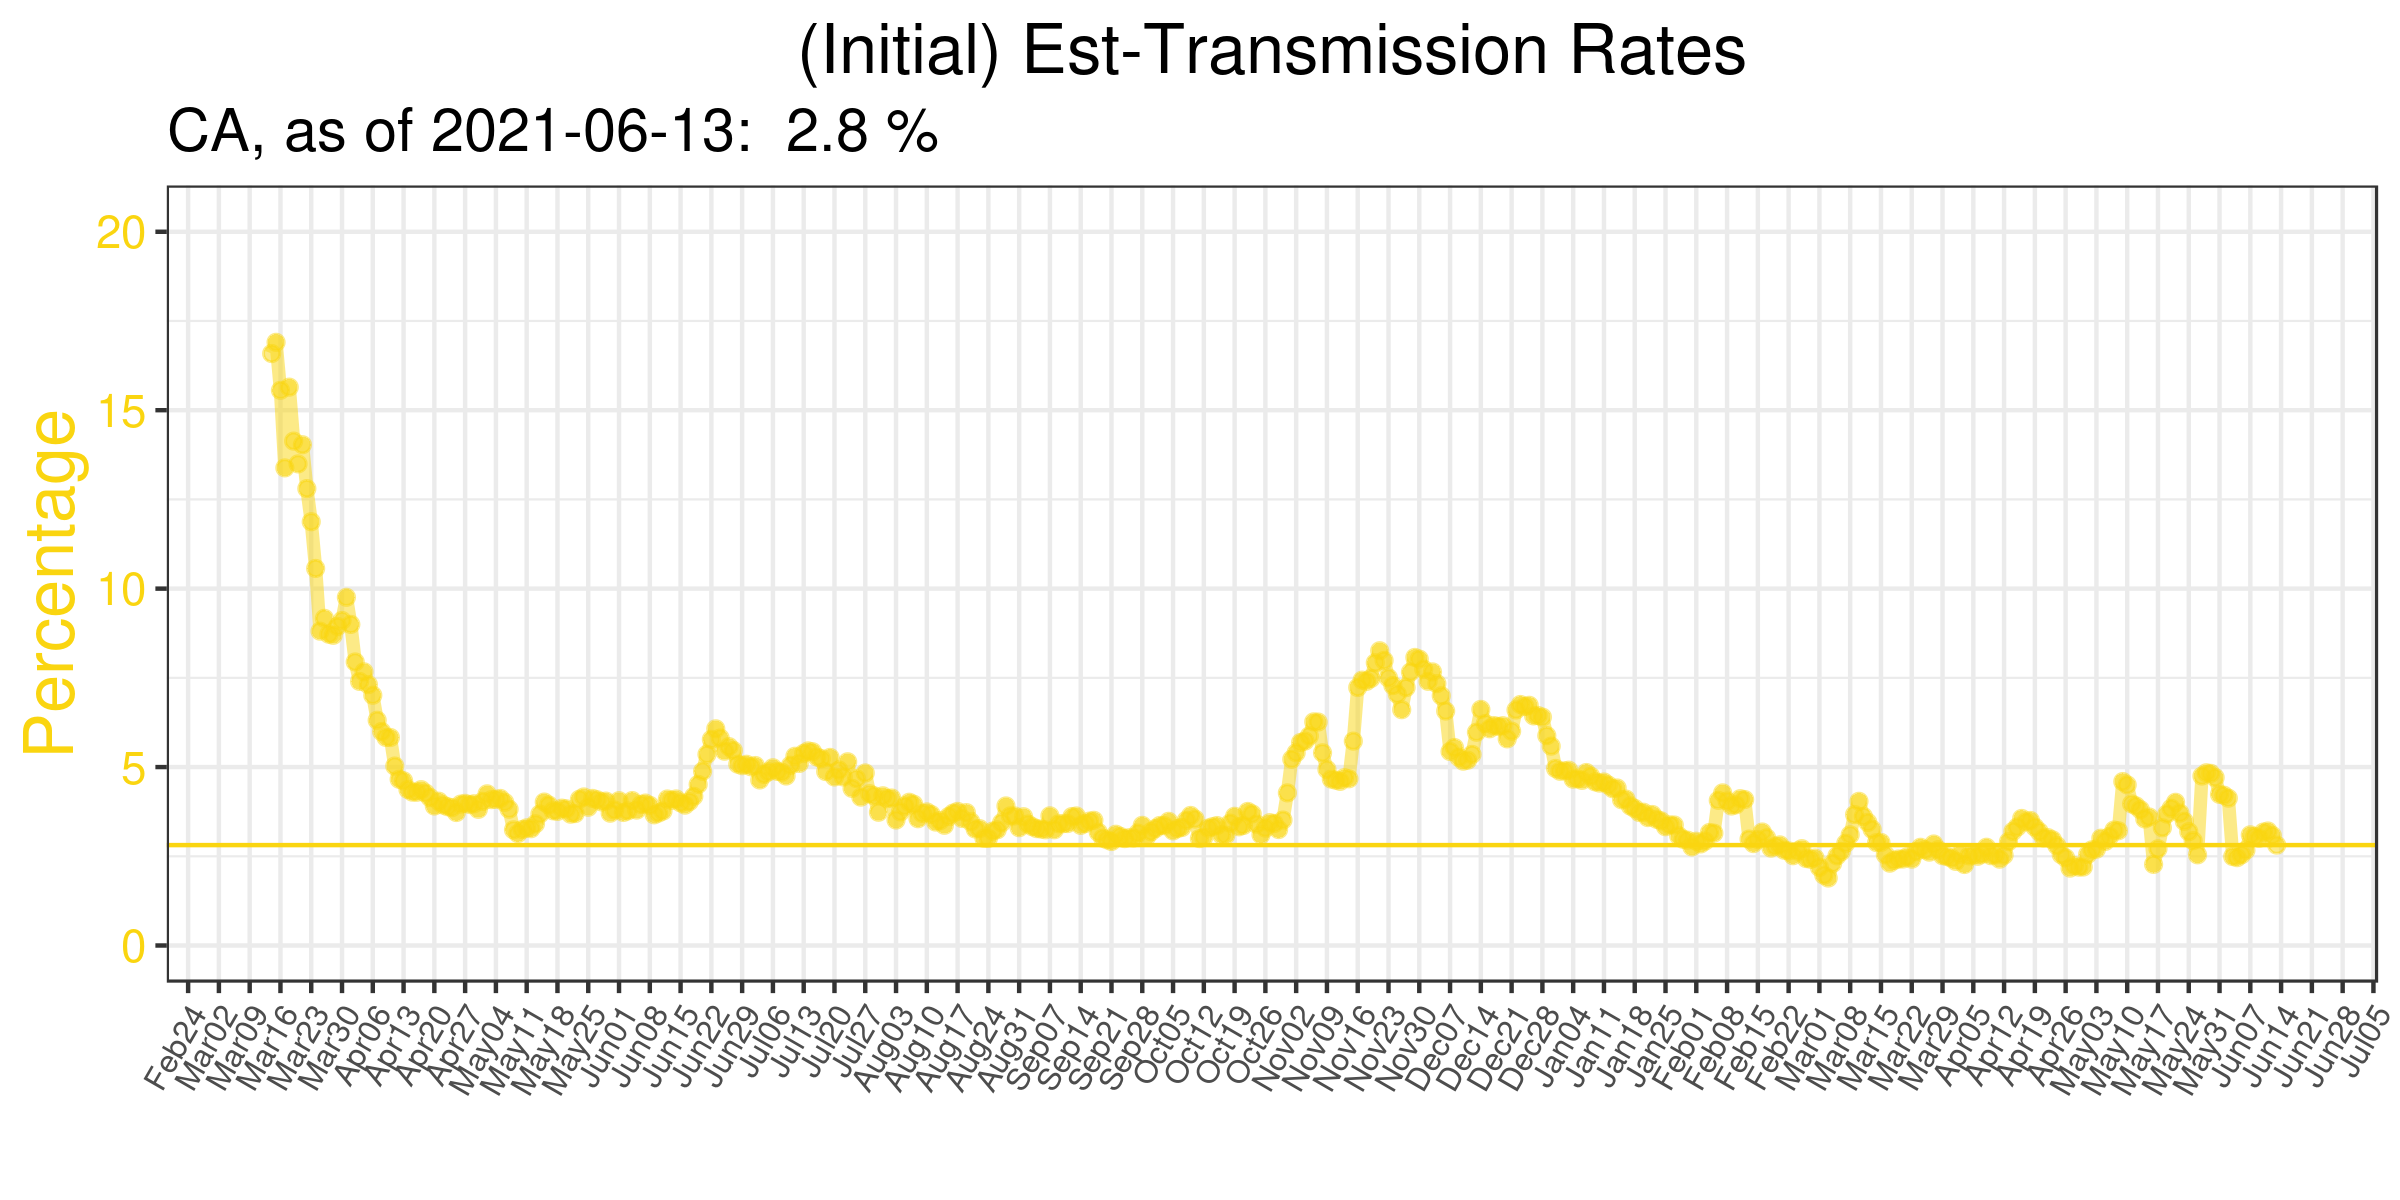 (Initial) Est-Transmission Rates
CA, as of 2021-06-13:  2.8 %
Percentage
20
15
10
5
0
Feb24
Mar02
Mar09
Mar16
Mar23
Mar30
Apr06
Apr13
Apr20
Apr27
May04
May11
May18
May25
Jun01
Jun08
Jun15
Jun22
Jun29
Jul06
Jul13
Jul20
Jul27
Aug03
Aug10
Aug17
Aug24
Aug31
Sep07
Sep14
Sep21
Sep28
Oct05
Oct12
Oct19
Oct26
Nov02
Nov09
Nov16
Nov23
Nov30
Dec07
Dec14
Dec21
Dec28
Jan04
Jan11
Jan18
Jan25
Feb01
Feb08
Feb15
Feb22
Mar01
Mar08
Mar15
Mar22
Mar29
Apr05
Apr12
Apr19
Apr26
May03
May10
May17
May24
May31
Jun07
Jun14
Jun21
Jun28
Jul05